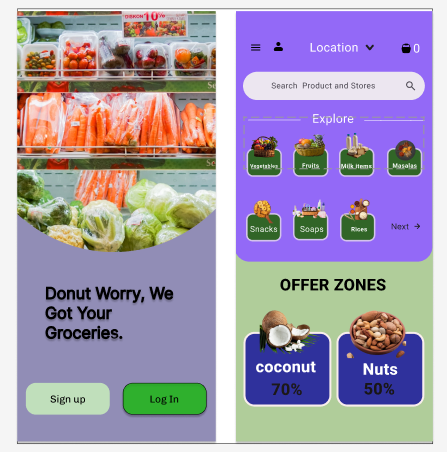 Donut Worry, We
Got Your
Groceries.
Sign up
Log In
Location
0
Search Product and Stores
Explore
Vegetables
Fruits
Milk items
Masalas
Snacks
Soaps
Rices
Next
OFFER ZONES
coconut
70%
Nuts
50%